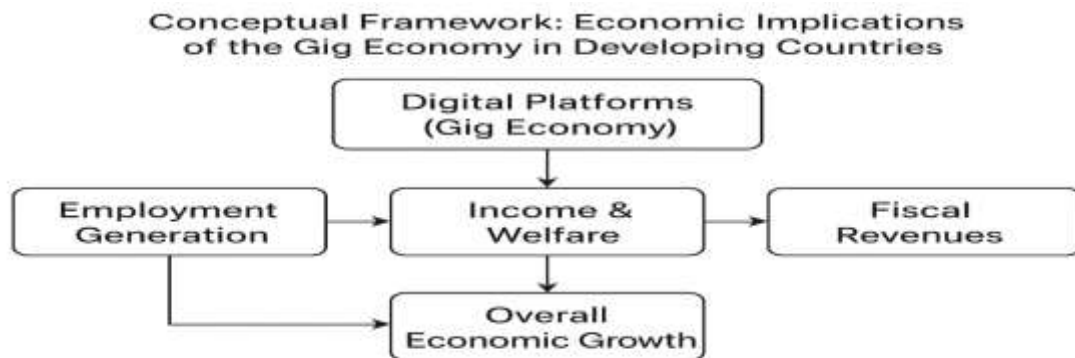 Conceptual Framework: Economic Implications
of the Gig Economy in Developing Countries
Digital Platforms
(Gig Economy)
Employment
Generation
Income &
Welfare
Fiscal
Revenues
Overall
Economic Growth